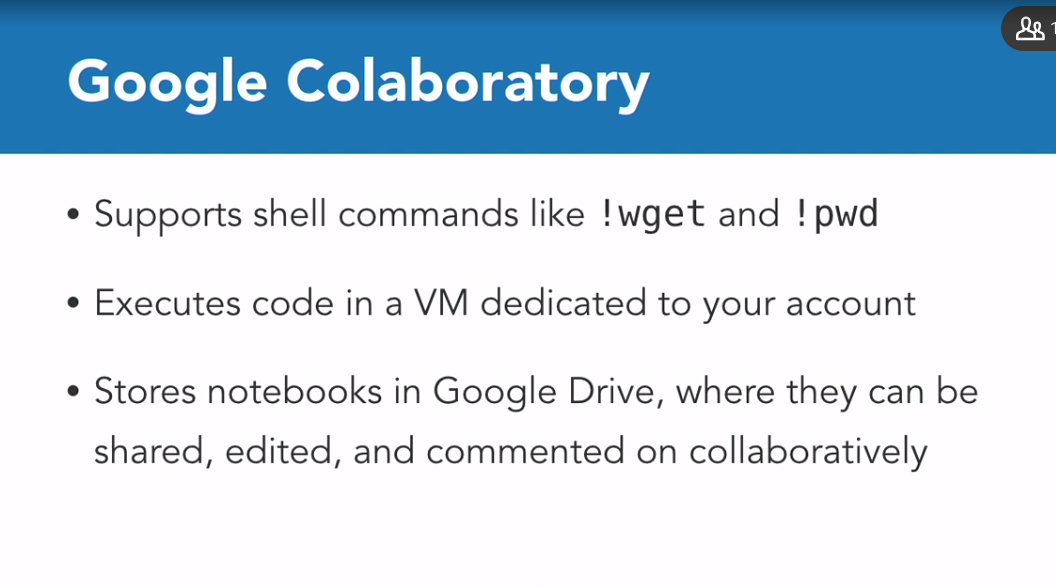 Google Colaboratory
• Supports shell commands like !wget and !pwd
• Executes code in a VM dedicated to your account
• Stores notebooks in Google Drive, where they can be
shared, edited, and commented on collaboratively